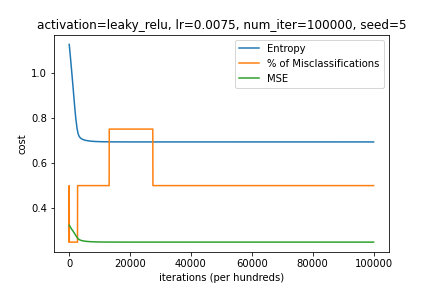 activation=leaky_relu, lr=0.0075, num_iter=100000, seed=5
Entropy
% of Misclassifications
MSE
cost
1.0
0.8
0.6
0.4
0 20000 40000 60000 80000 100000
iterations (per hundreds)